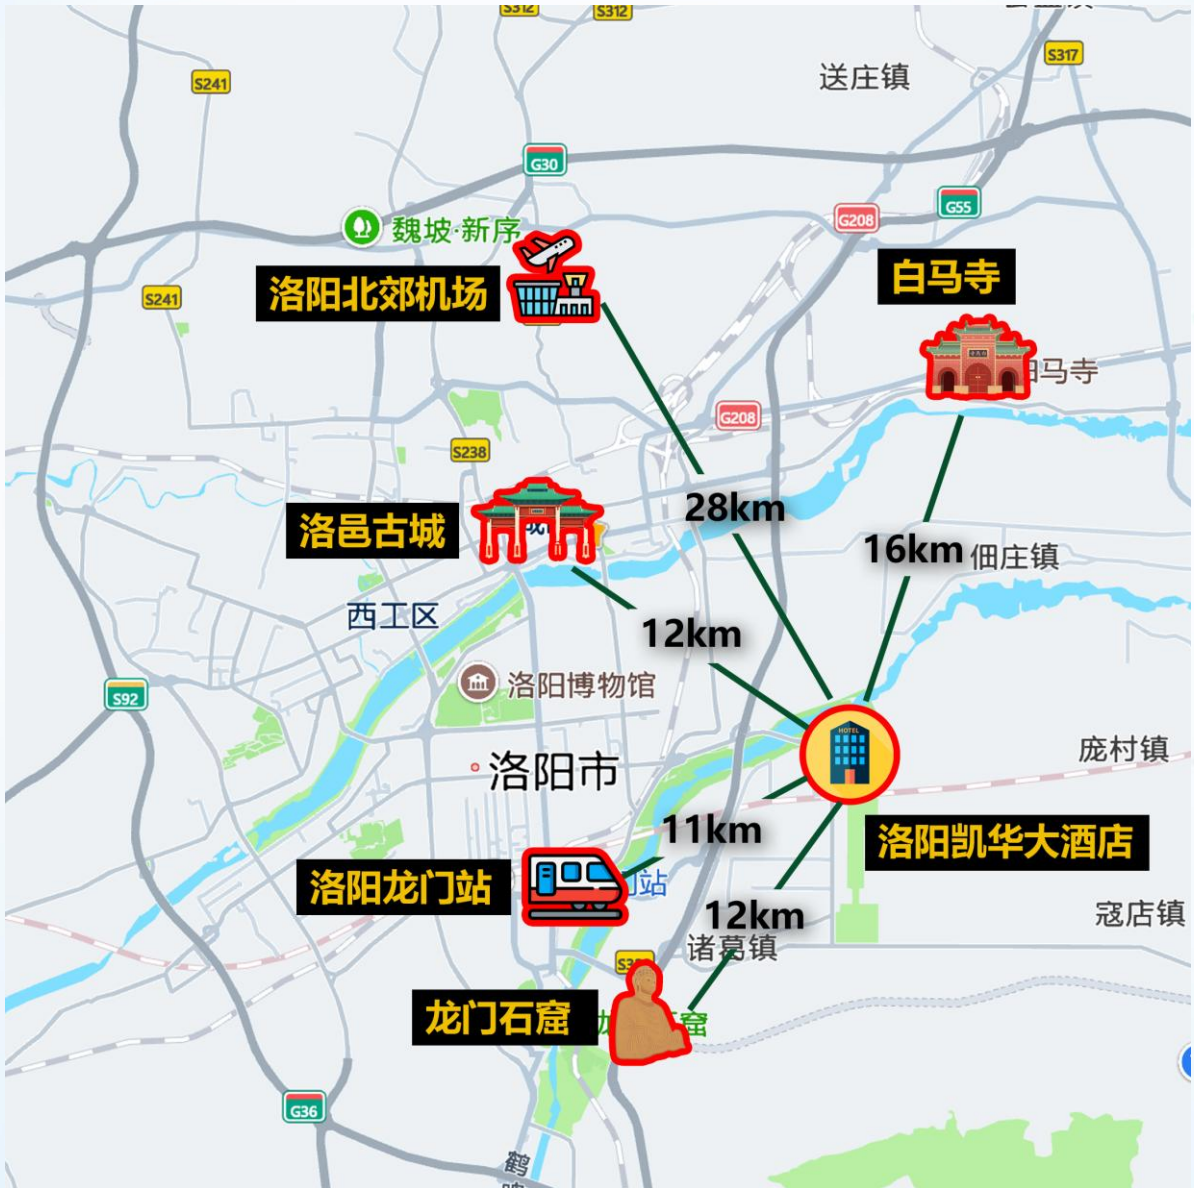 S312
S312
S317
送庄镇
S241
G30
G55
G208
魏坡·新序
白马寺
洛阳北郊机场
S241
马寺
G208
S238
28km
洛邑古城
16km
佃庄镇
西工区
12km
洛阳博物馆
S92
HOTEL
庞村镇
洛阳市
11km
洛阳凯华大酒店
洛阳龙门站
站
12km
寇店镇
诸葛镇
龙门石窟
窟
G36
鹤